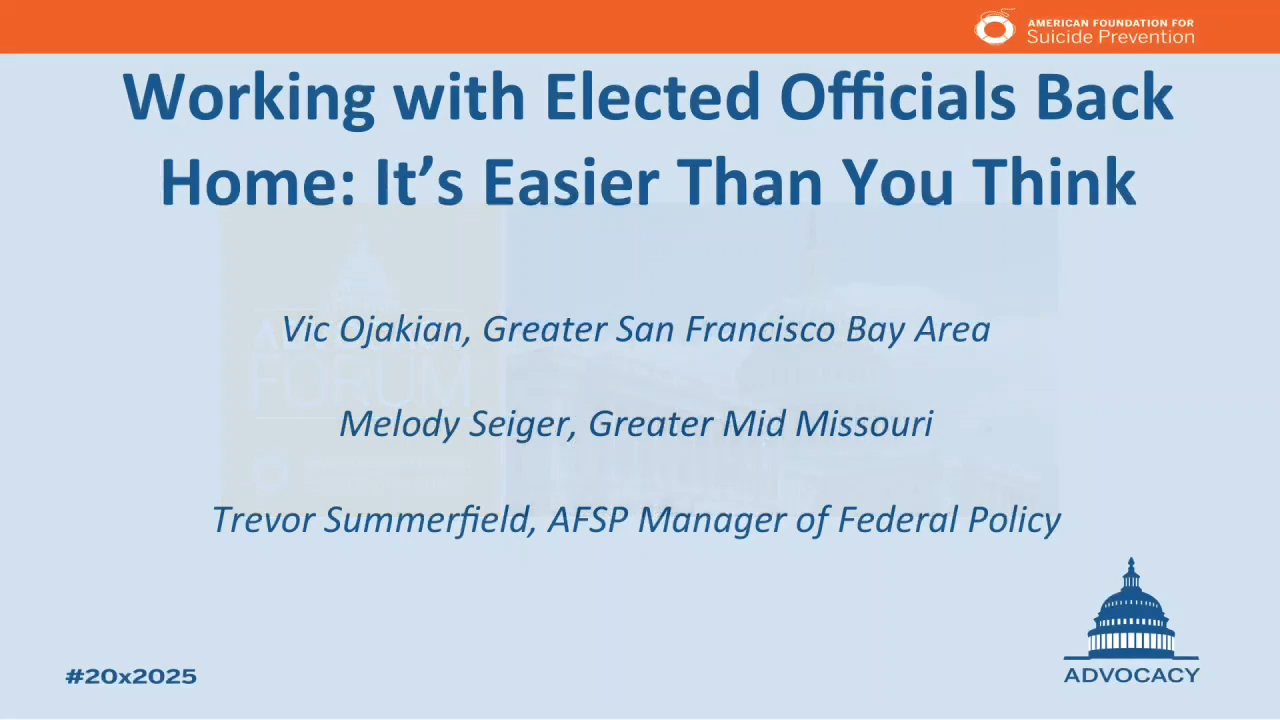 AMERICAN FOUNDATION FOR
Suicide Prevention
Working with Elected Officials Back
Home: It’s Easier Than You Think
FORUM
Vic Ojakian, Greater San Francisco Bay Area
Melody Seiger, Greater Mid Missouri
Trevor Summerfield, AFSP Manager of Federal Policy
#20x2025
ADVOCACY